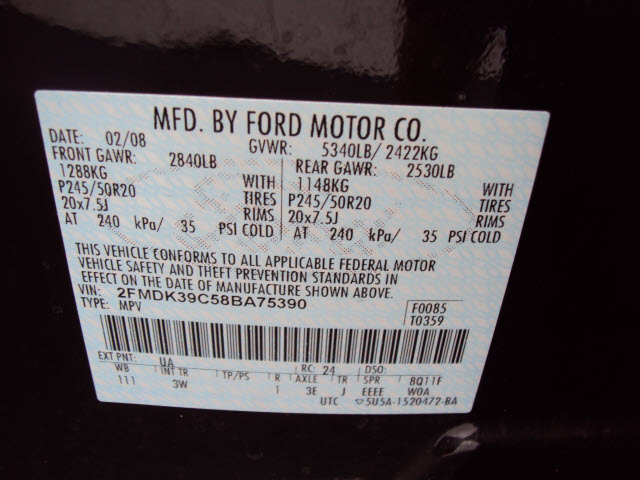 MFD. BY FORD MOTOR CO.
DATE: 02/08 GVWR: 5340LB/ 2422KG
FRONT GAWR: 2840LB REAR GAWR: 2530LB
1288KG WITH 1148KG WITH
P245/50R20 TIRES P245/50R20 TIRES
20x7.5J RIMS 20x7.5J RIMS
AT 240 kPa/ 35 PSI COLD AT 240 kPa/ 35 PSI COLD
THIS VEHICLE CONFORMS TO ALL APPLICABLE FEDERAL MOTOR
VEHICLE SAFETY AND THEFT PREVENTION STANDARDS IN
EFFECT ON THE DATE OF MANUFACTURE SHOWN ABOVE.
VIN: 2FMDK39C58BA75390 F0085
TYPE: MPV T0359
EXT PNT: UA RC: 24 DSO:
WB INT TR TP/PS R AXLE TR SPR 8Q11F
111 3W 1 3E J EEEE W0A
UTC 5U5A-1520472-BA